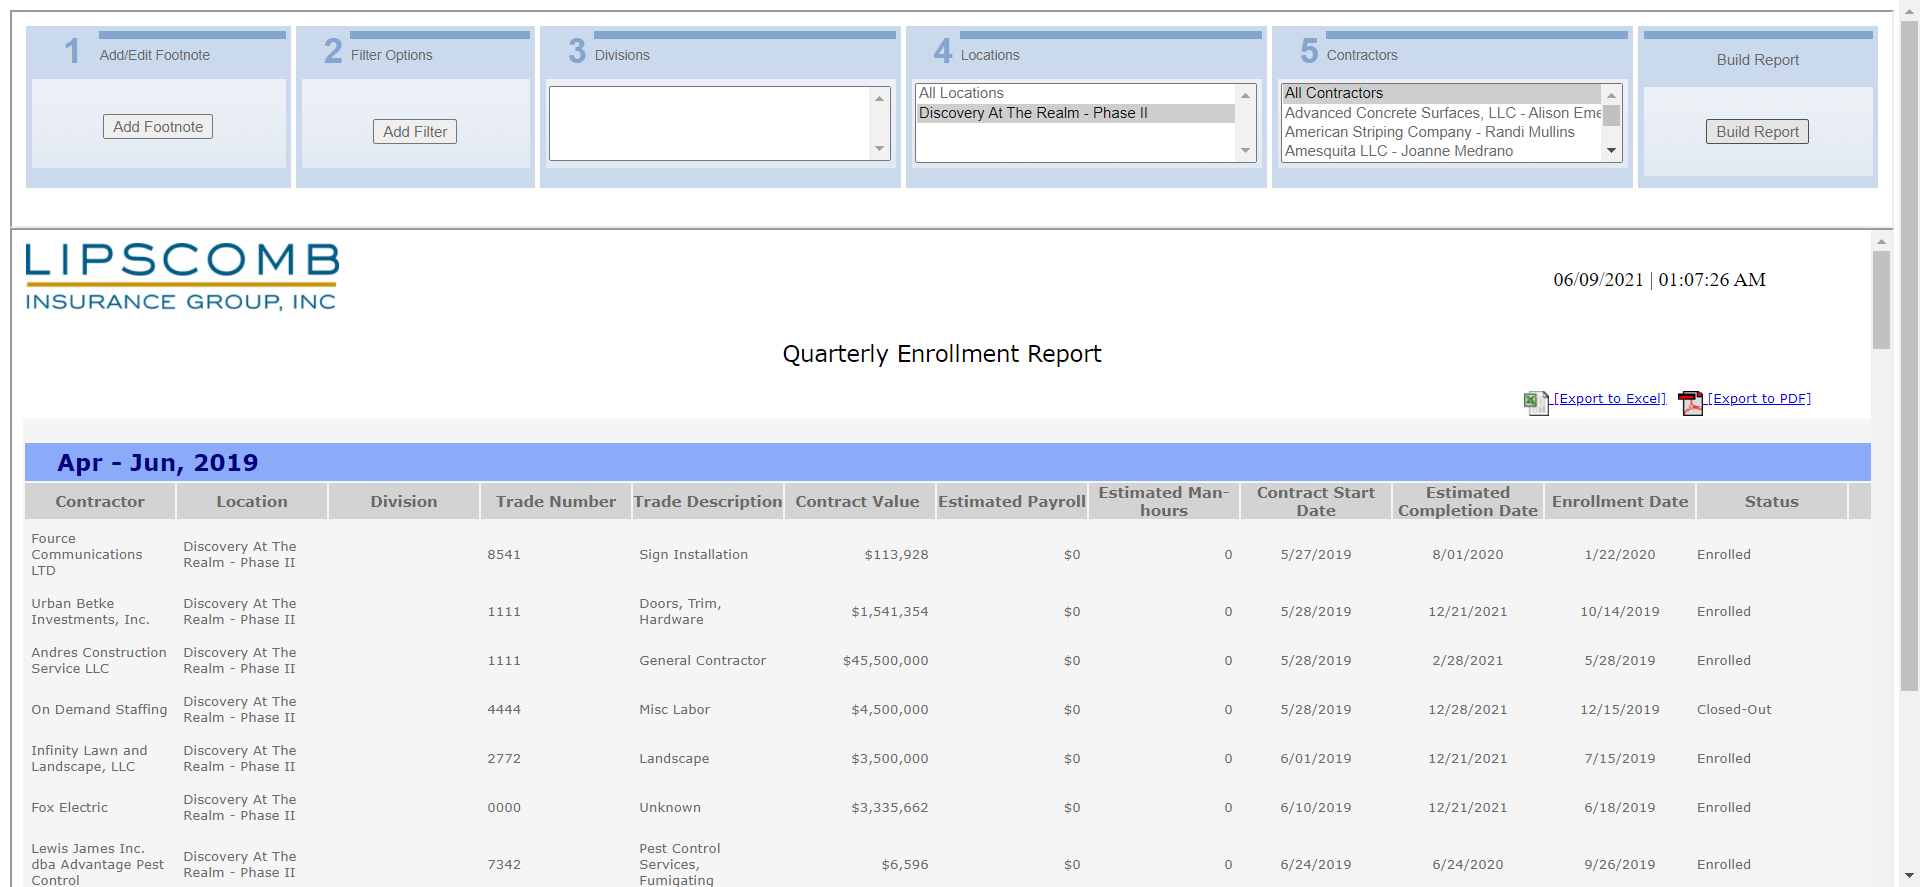 1 Add/Edit Footnote
Add Footnote
2 Filter Options
Add Filter
3 Divisions
4 Locations
All Locations
Discovery At The Realm - Phase II
5 Contractors
All Contractors
Advanced Concrete Surfaces, LLC - Alison Eme
American Striping Company - Randi Mullins
Amesquita LLC - Joanne Medrano
Build Report
Build Report
LIPSCOMB
INSURANCE GROUP, INC
06/09/2021 | 01:07:26 AM
Quarterly Enrollment Report
[Export to Excel] [Export to PDF]
Apr - Jun, 2019
Contractor Location Division Trade Number Trade Description Contract Value Estimated Payroll Estimated Man-hours Contract Start Date Estimated Completion Date Enrollment Date Status
Fource Communications LTD Discovery At The Realm - Phase II 8541 Sign Installation $113,928 $0 0 5/27/2019 8/01/2020 1/22/2020 Enrolled
Urban Betke Investments, Inc. Discovery At The Realm - Phase II 1111 Doors, Trim, Hardware $1,541,354 $0 0 5/28/2019 12/21/2021 10/14/2019 Enrolled
Andres Construction Service LLC Discovery At The Realm - Phase II 1111 General Contractor $45,500,000 $0 0 5/28/2019 2/28/2021 5/28/2019 Enrolled
On Demand Staffing Discovery At The Realm - Phase II 4444 Misc Labor $4,500,000 $0 0 5/28/2019 12/28/2021 12/15/2019 Closed-Out
Infinity Lawn and Landscape, LLC Discovery At The Realm - Phase II 2772 Landscape $3,500,000 $0 0 6/01/2019 12/21/2021 7/15/2019 Enrolled
Fox Electric Discovery At The Realm - Phase II 0000 Unknown $3,335,662 $0 0 6/10/2019 12/21/2021 6/18/2019 Enrolled
Lewis James Inc. dba Advantage Pest Control Discovery At The Realm - Phase II 7342 Pest Control Services, Fumigating $6,596 $0 0 6/24/2019 6/24/2020 9/26/2019 Enrolled